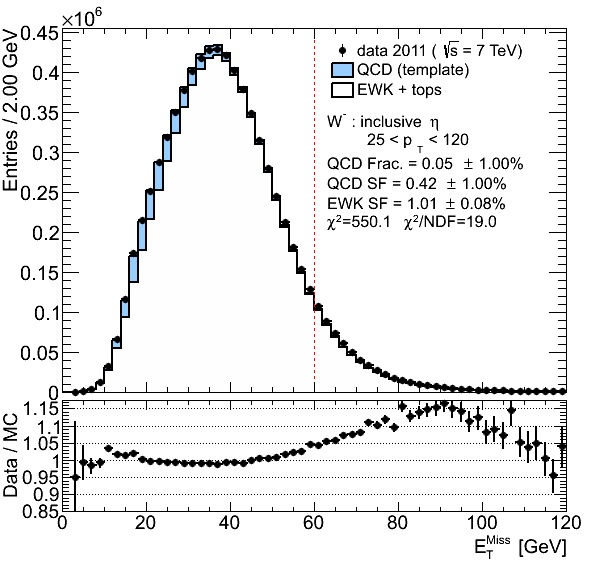 ×10⁶
Entries / 2.00 GeV
0.45
0.4
0.35
0.3
0.25
0.2
0.15
0.1
0.05
0
data 2011 ( √s = 7 TeV)
QCD (template)
EWK + tops
W⁻ : inclusive η
25 < p_T < 120
QCD Frac. = 0.05 ± 1.00%
QCD SF = 0.42 ± 1.00%
EWK SF = 1.01 ± 0.08%
χ²=550.1 χ²/NDF=19.0
Data / MC
1.15
1.1
1.05
1
0.95
0.9
0.85
0 20 40 60 80 100 120
E_T^Miss [GeV]